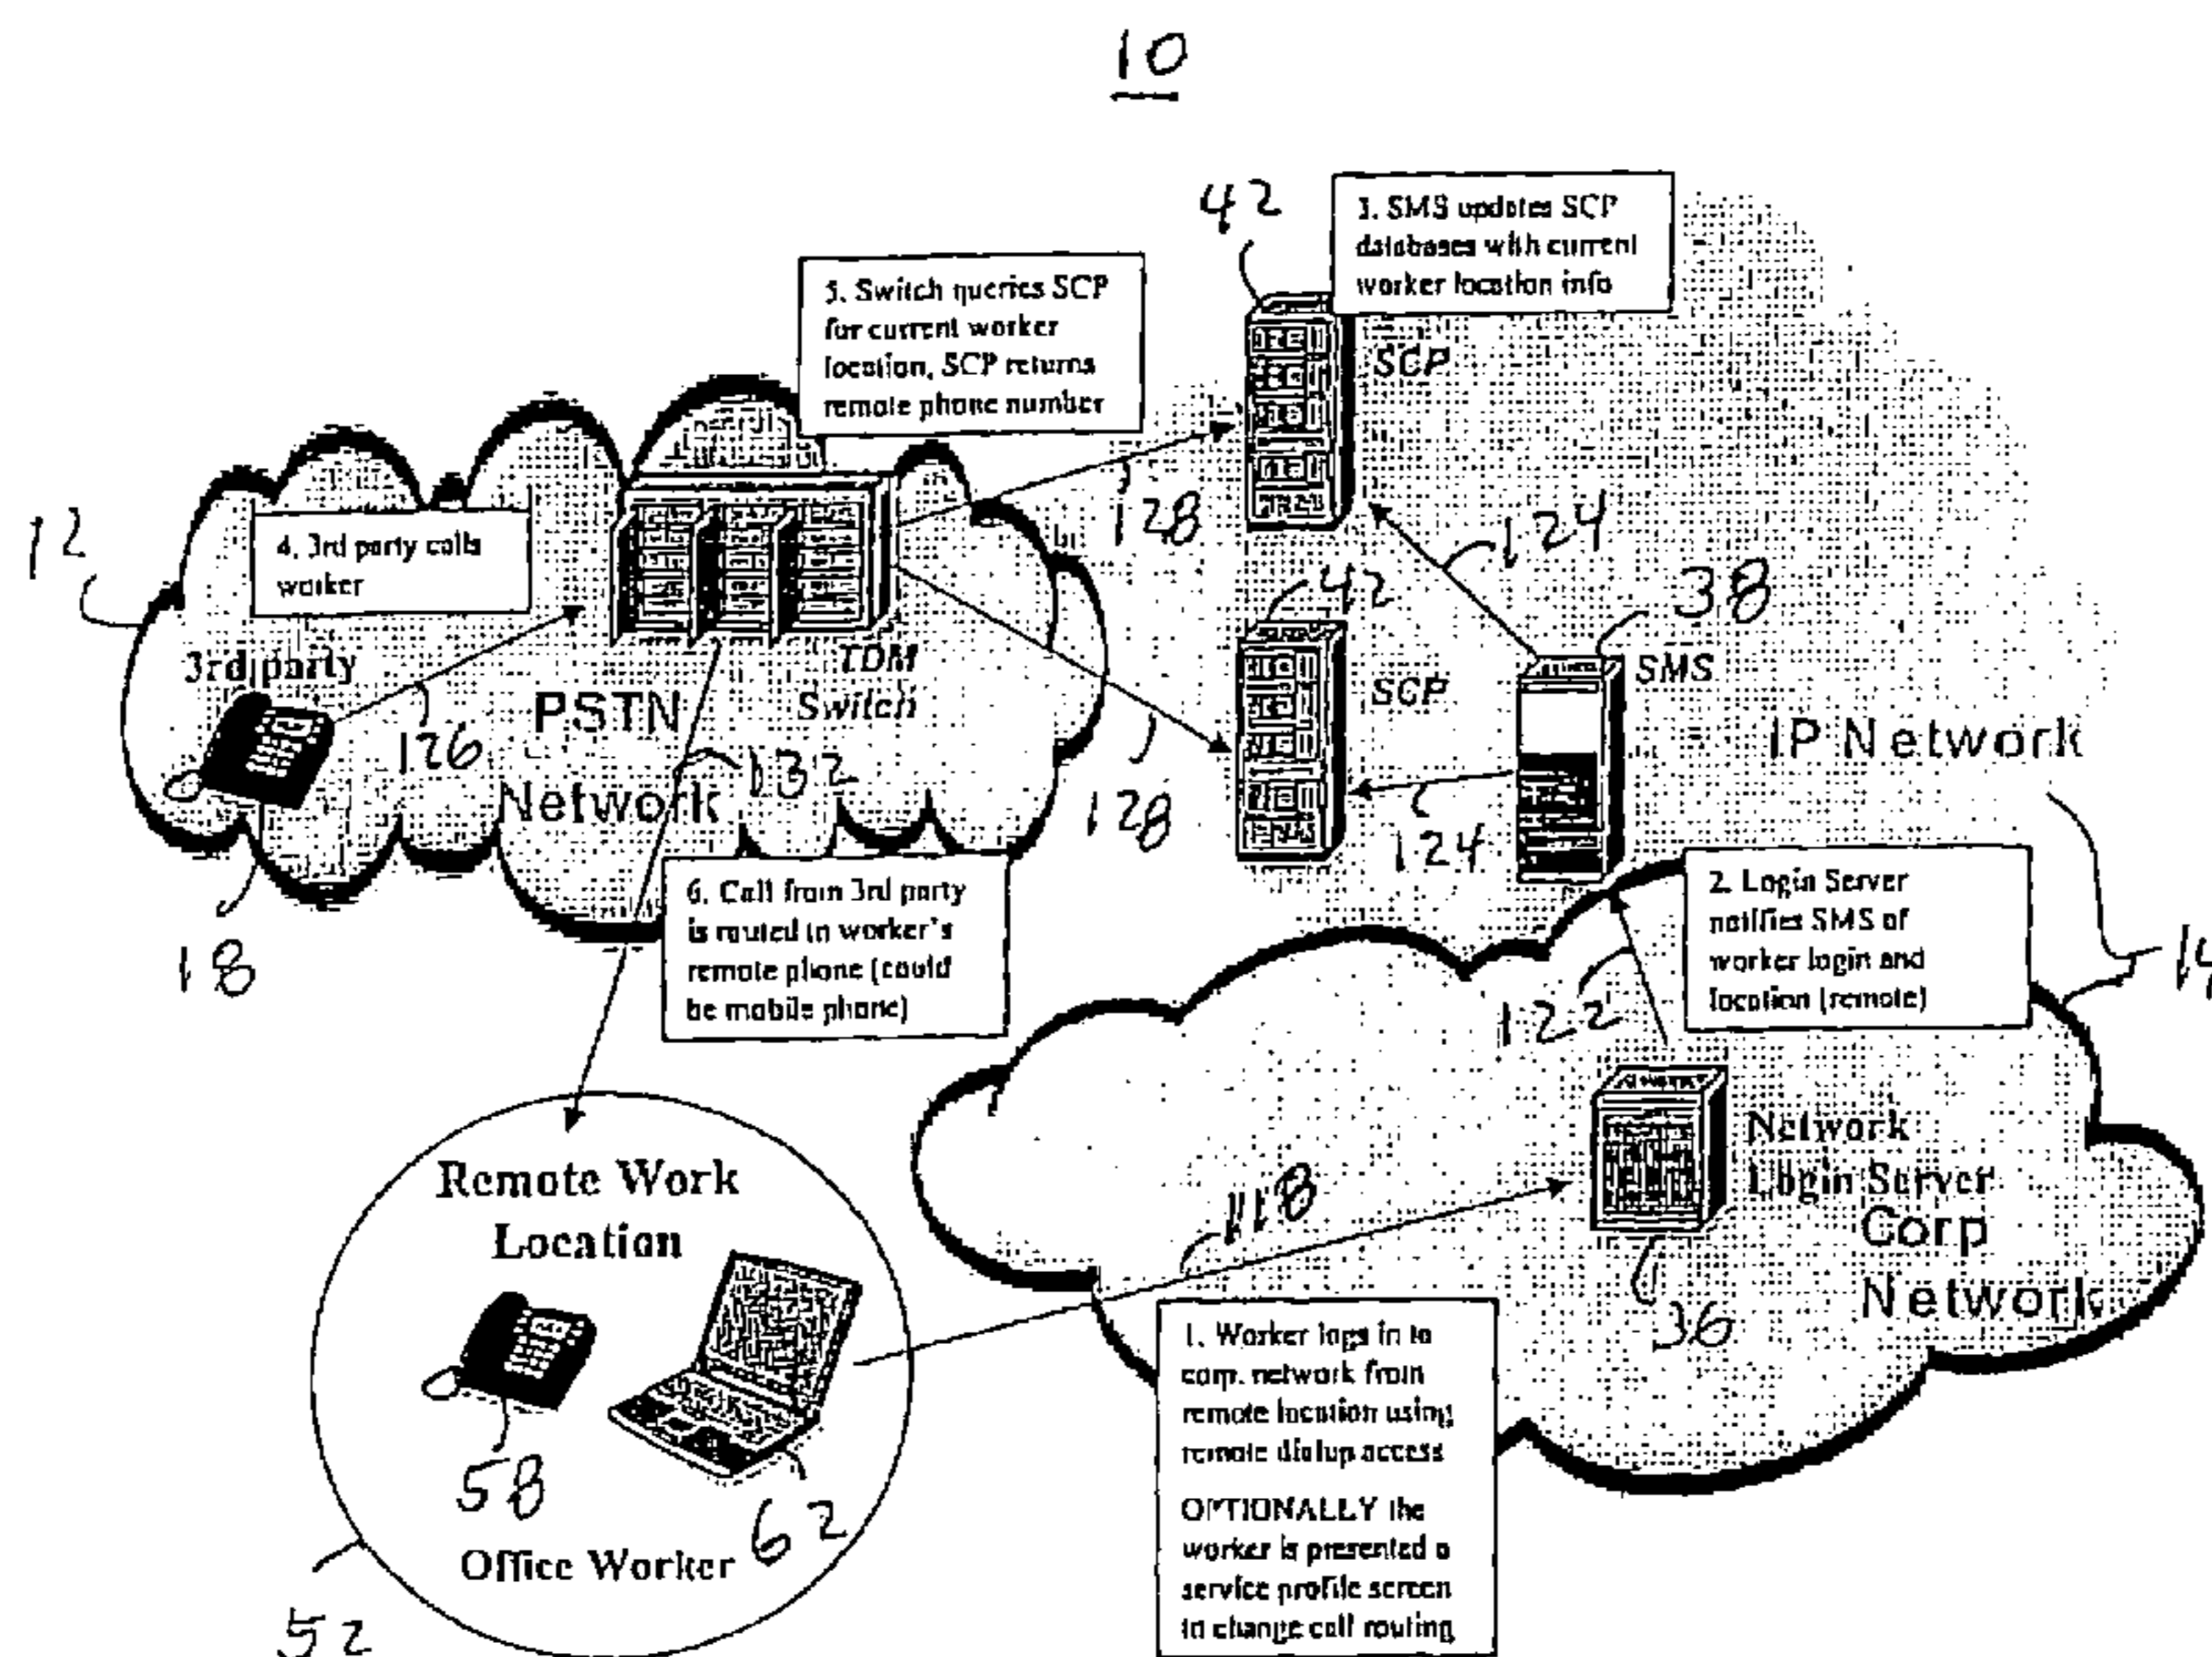 10
42
3. SMS updates SCP
databases with current
worker location info
5. Switch queries SCP
for current worker
location, SCP returns
remote phone number
SCP
12
4. 3rd party calls
worker
128
124
42
38
3rd party
TDM
Switch
SCP
SMS
PSTN
Network
IP Network
126
132
128
124
18
6. Call from 3rd party
is routed to worker's
remote phone (could
be mobile phone)
2. Login Server
notifies SMS of
worker login and
location (remote)
14
122
Network
Login Server
Corp
Network
Remote Work
Location
118
36
1. Worker logs in to
corp. network from
remote location using
remote dialup access
OPTIONALLY the
worker is presented a
service profile screen
to change call routing
58
62
Office Worker
52